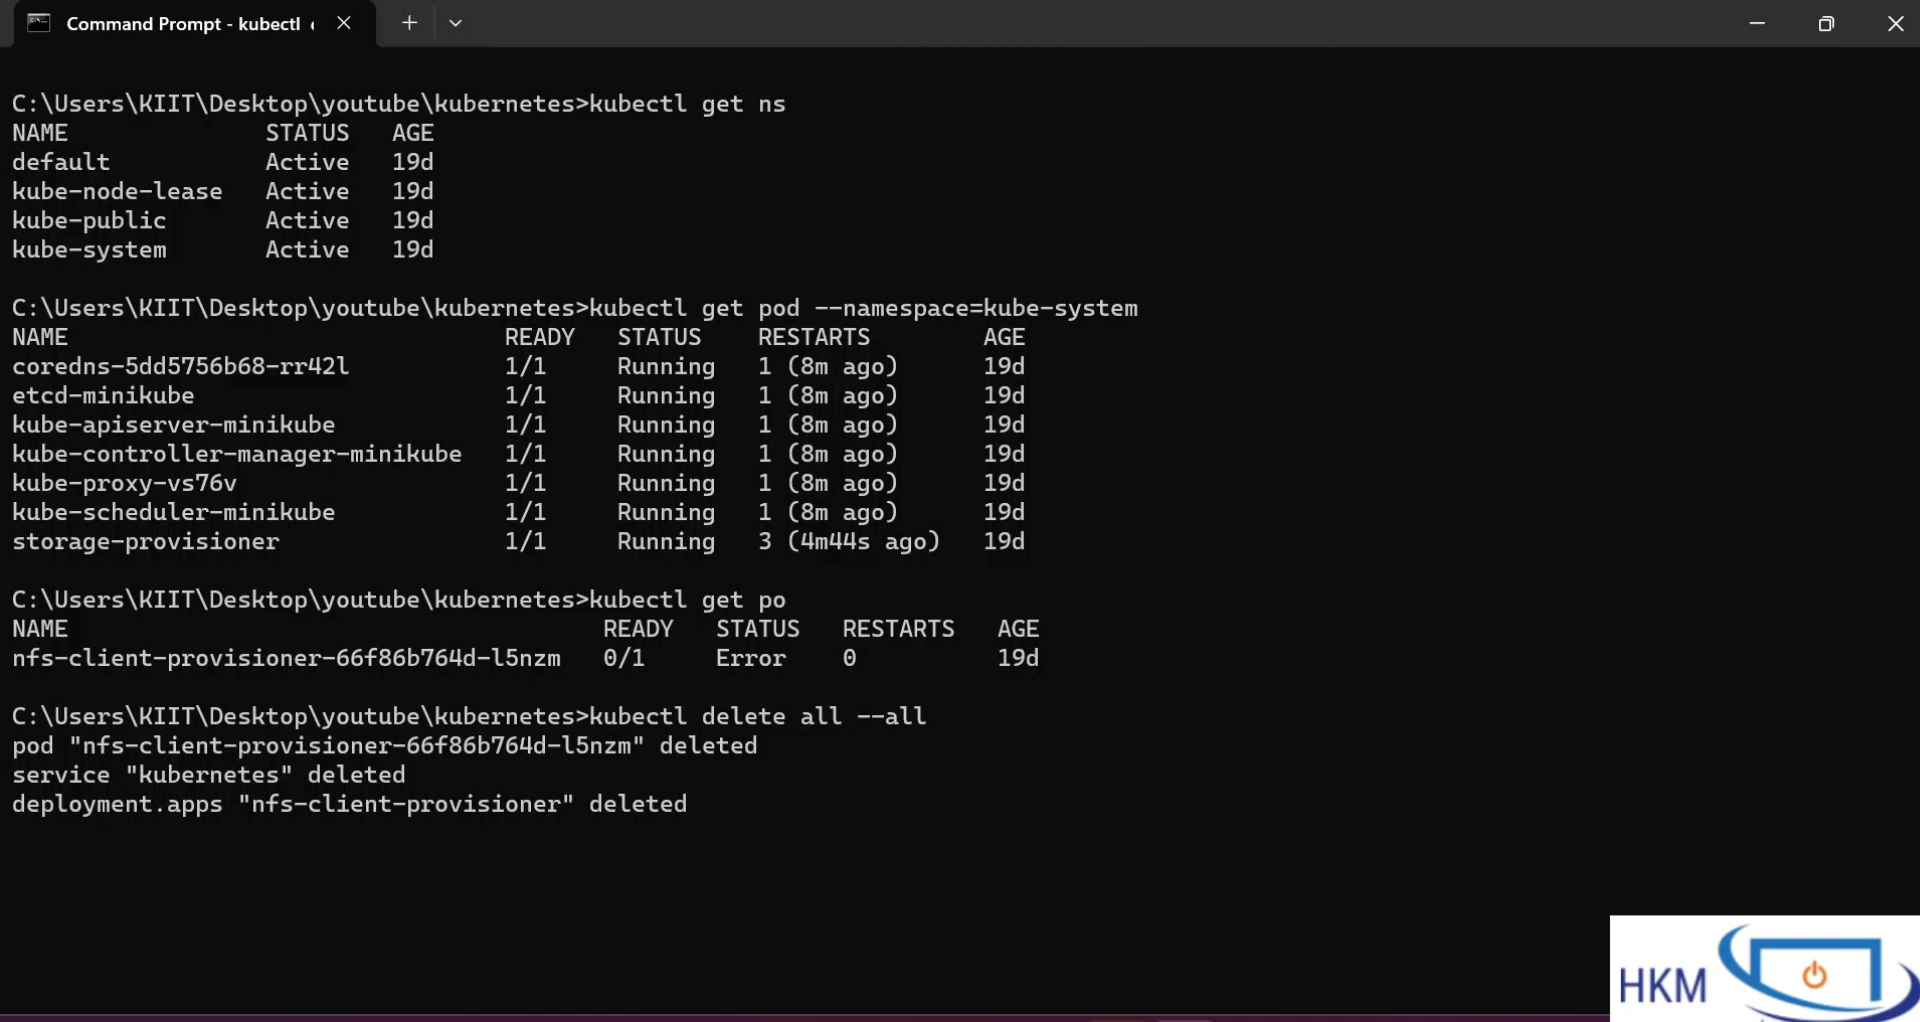 Command Prompt - kubectl
C:\Users\KIIT\Desktop\youtube\kubernetes>kubectl get ns
NAME STATUS AGE
default Active 19d
kube-node-lease Active 19d
kube-public Active 19d
kube-system Active 19d
C:\Users\KIIT\Desktop\youtube\kubernetes>kubectl get pod --namespace=kube-system
NAME READY STATUS RESTARTS AGE
coredns-5dd5756b68-rr42l 1/1 Running 1 (8m ago) 19d
etcd-minikube 1/1 Running 1 (8m ago) 19d
kube-apiserver-minikube 1/1 Running 1 (8m ago) 19d
kube-controller-manager-minikube 1/1 Running 1 (8m ago) 19d
kube-proxy-vs76v 1/1 Running 1 (8m ago) 19d
kube-scheduler-minikube 1/1 Running 1 (8m ago) 19d
storage-provisioner 1/1 Running 3 (4m44s ago) 19d
C:\Users\KIIT\Desktop\youtube\kubernetes>kubectl get po
NAME READY STATUS RESTARTS AGE
nfs-client-provisioner-66f86b764d-l5nzm 0/1 Error 0 19d
C:\Users\KIIT\Desktop\youtube\kubernetes>kubectl delete all --all
pod "nfs-client-provisioner-66f86b764d-l5nzm" deleted
service "kubernetes" deleted
deployment.apps "nfs-client-provisioner" deleted
HKM